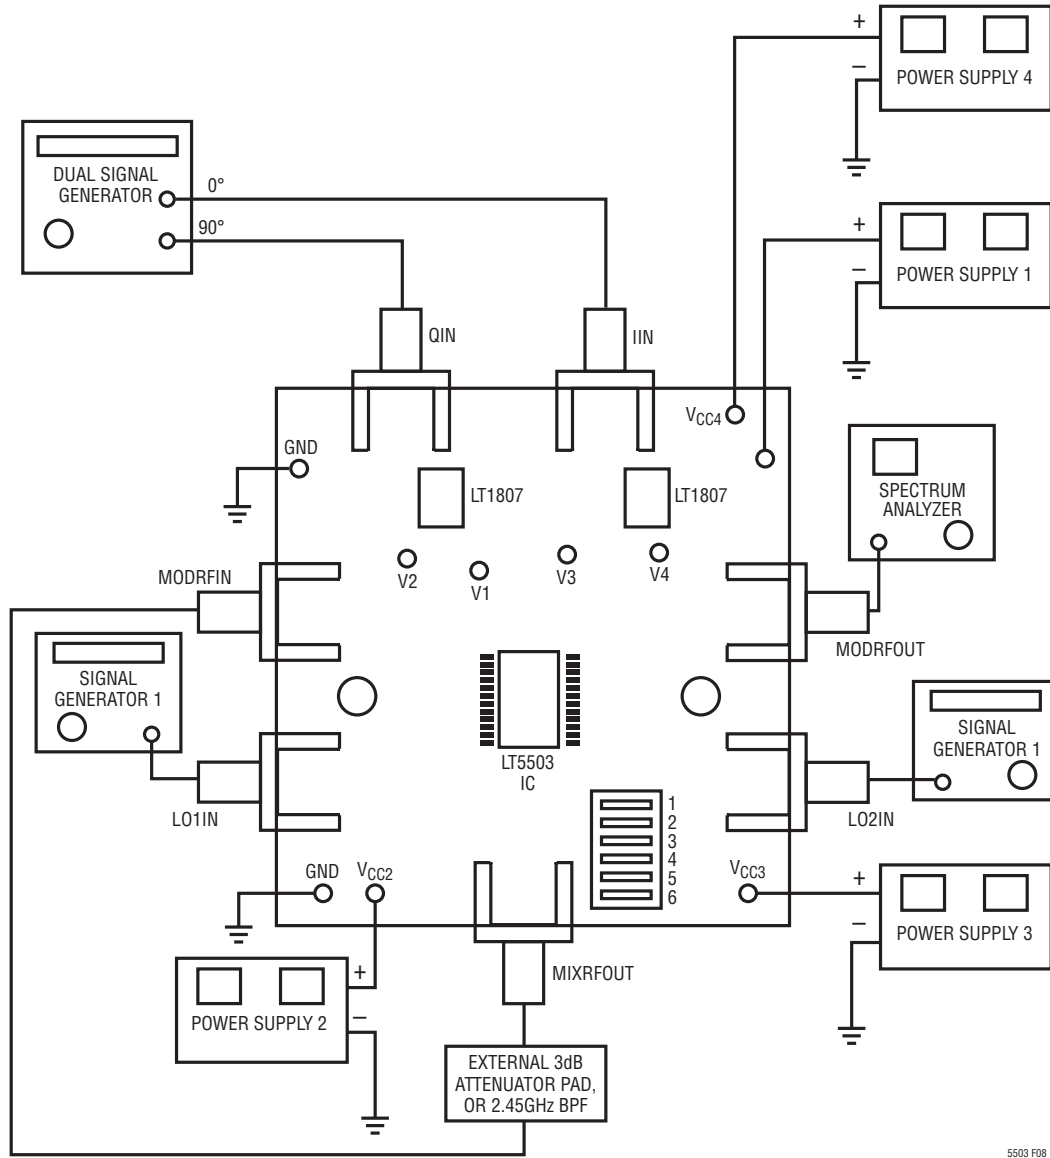 +
–
POWER SUPPLY 4
DUAL SIGNAL
GENERATOR
0°
90°
+
–
POWER SUPPLY 1
QIN
IIN
VCC4
GND
LT1807
LT1807
SPECTRUM
ANALYZER
V2
V1
V3
V4
MODRFIN
MODRFOUT
SIGNAL
GENERATOR 1
SIGNAL
GENERATOR 1
LT5503
IC
LO1IN
LO2IN
1
2
3
4
5
6
GND
VCC2
VCC3
+
–
POWER SUPPLY 3
+
–
POWER SUPPLY 2
MIXRFOUT
EXTERNAL 3dB
ATTENUATOR PAD,
OR 2.45GHz BPF
5503 F08